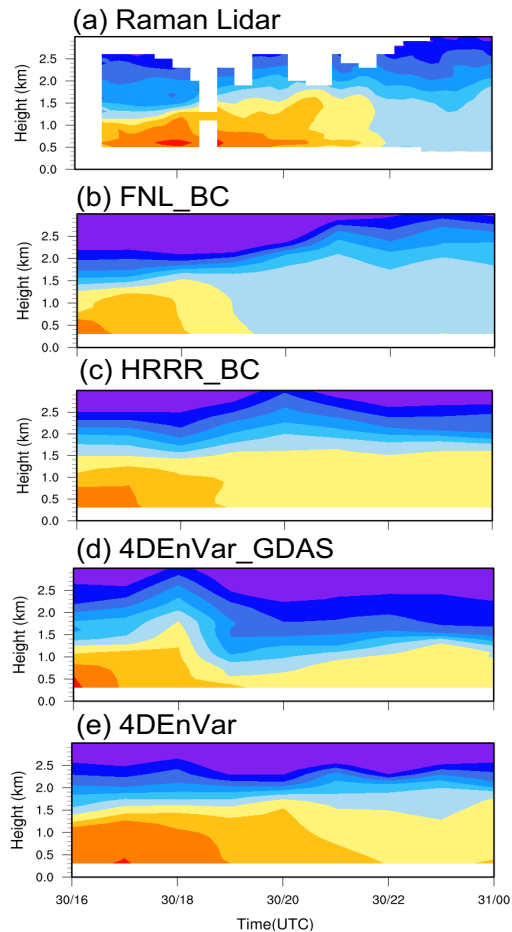 (a) Raman Lidar
Height (km)
2.5
2.0
1.5
1.0
0.5
0.0
(b) FNL_BC
Height (km)
2.5
2.0
1.5
1.0
0.5
0.0
(c) HRRR_BC
Height (km)
2.5
2.0
1.5
1.0
0.5
0.0
(d) 4DEnVar_GDAS
Height (km)
2.5
2.0
1.5
1.0
0.5
0.0
(e) 4DEnVar
Height (km)
2.5
2.0
1.5
1.0
0.5
0.0
30/16 30/18 30/20 30/22 31/00
Time(UTC)